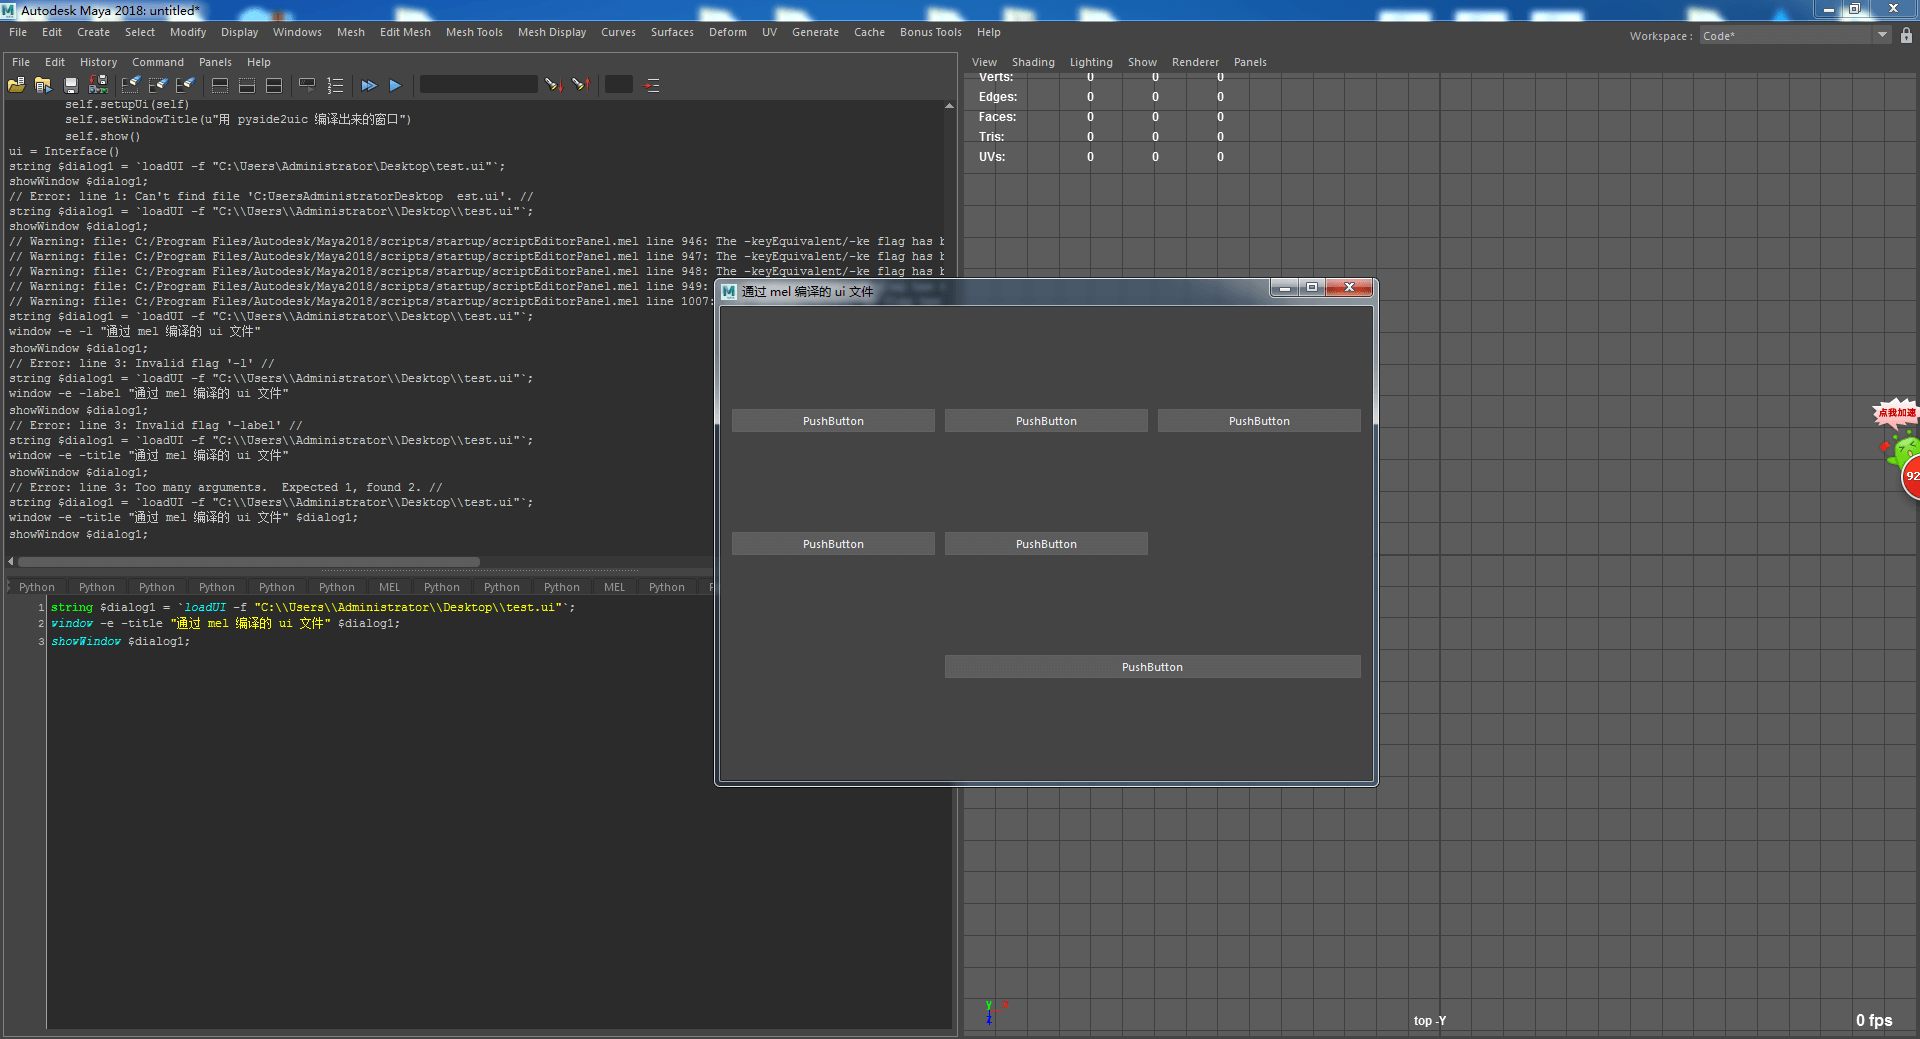 Autodesk Maya 2018: untitled*
File Edit Create Select Modify Display Windows Mesh Edit Mesh Mesh Tools Mesh Display Curves Surfaces Deform UV Generate Cache Bonus Tools Help
Workspace : Code*
File Edit History Command Panels Help
self.setupUi(self)
self.setWindowTitle(u"用 pyside2uic 编译出来的窗口")
self.show()
ui = Interface()
string $dialog1 = `loadUI -f "C:\Users\Administrator\Desktop\test.ui"`;
showWindow $dialog1;
// Error: line 1: Can't find file 'C:UsersAdministratorDesktop  est.ui'. //
string $dialog1 = `loadUI -f "C:\\Users\\Administrator\\Desktop\\test.ui"`;
showWindow $dialog1;
// Warning: file: C:/Program Files/Autodesk/Maya2018/scripts/startup/scriptEditorPanel.mel line 946: The -keyEquivalent/-ke flag has b
// Warning: file: C:/Program Files/Autodesk/Maya2018/scripts/startup/scriptEditorPanel.mel line 947: The -keyEquivalent/-ke flag has b
// Warning: file: C:/Program Files/Autodesk/Maya2018/scripts/startup/scriptEditorPanel.mel line 948: The -keyEquivalent/-ke flag has b
// Warning: file: C:/Program Files/Autodesk/Maya2018/scripts/startup/scriptEditorPanel.mel line 949:
// Warning: file: C:/Program Files/Autodesk/Maya2018/scripts/startup/scriptEditorPanel.mel line 1007:
string $dialog1 = `loadUI -f "C:\\Users\\Administrator\\Desktop\\test.ui"`;
window -e -l "通过 mel 编译的 ui 文件"
showWindow $dialog1;
// Error: line 3: Invalid flag '-l' //
string $dialog1 = `loadUI -f "C:\\Users\\Administrator\\Desktop\\test.ui"`;
window -e -label "通过 mel 编译的 ui 文件"
showWindow $dialog1;
// Error: line 3: Invalid flag '-label' //
string $dialog1 = `loadUI -f "C:\\Users\\Administrator\\Desktop\\test.ui"`;
window -e -title "通过 mel 编译的 ui 文件"
showWindow $dialog1;
// Error: line 3: Too many arguments.  Expected 1, found 2. //
string $dialog1 = `loadUI -f "C:\\Users\\Administrator\\Desktop\\test.ui"`;
window -e -title "通过 mel 编译的 ui 文件" $dialog1;
showWindow $dialog1;
Python Python Python Python Python Python MEL Python Python Python MEL Python
1 string $dialog1 = `loadUI -f "C:\\Users\\Administrator\\Desktop\\test.ui"`;
2 window -e -title "通过 mel 编译的 ui 文件" $dialog1;
3 showWindow $dialog1;
View Shading Lighting Show Renderer Panels
Verts: 0 0 0
Edges: 0 0 0
Faces: 0 0 0
Tris: 0 0 0
UVs: 0 0 0
通过 mel 编译的 ui 文件
PushButton PushButton PushButton
PushButton PushButton
PushButton
点我加速
92
y
z
top -Y
0 fps